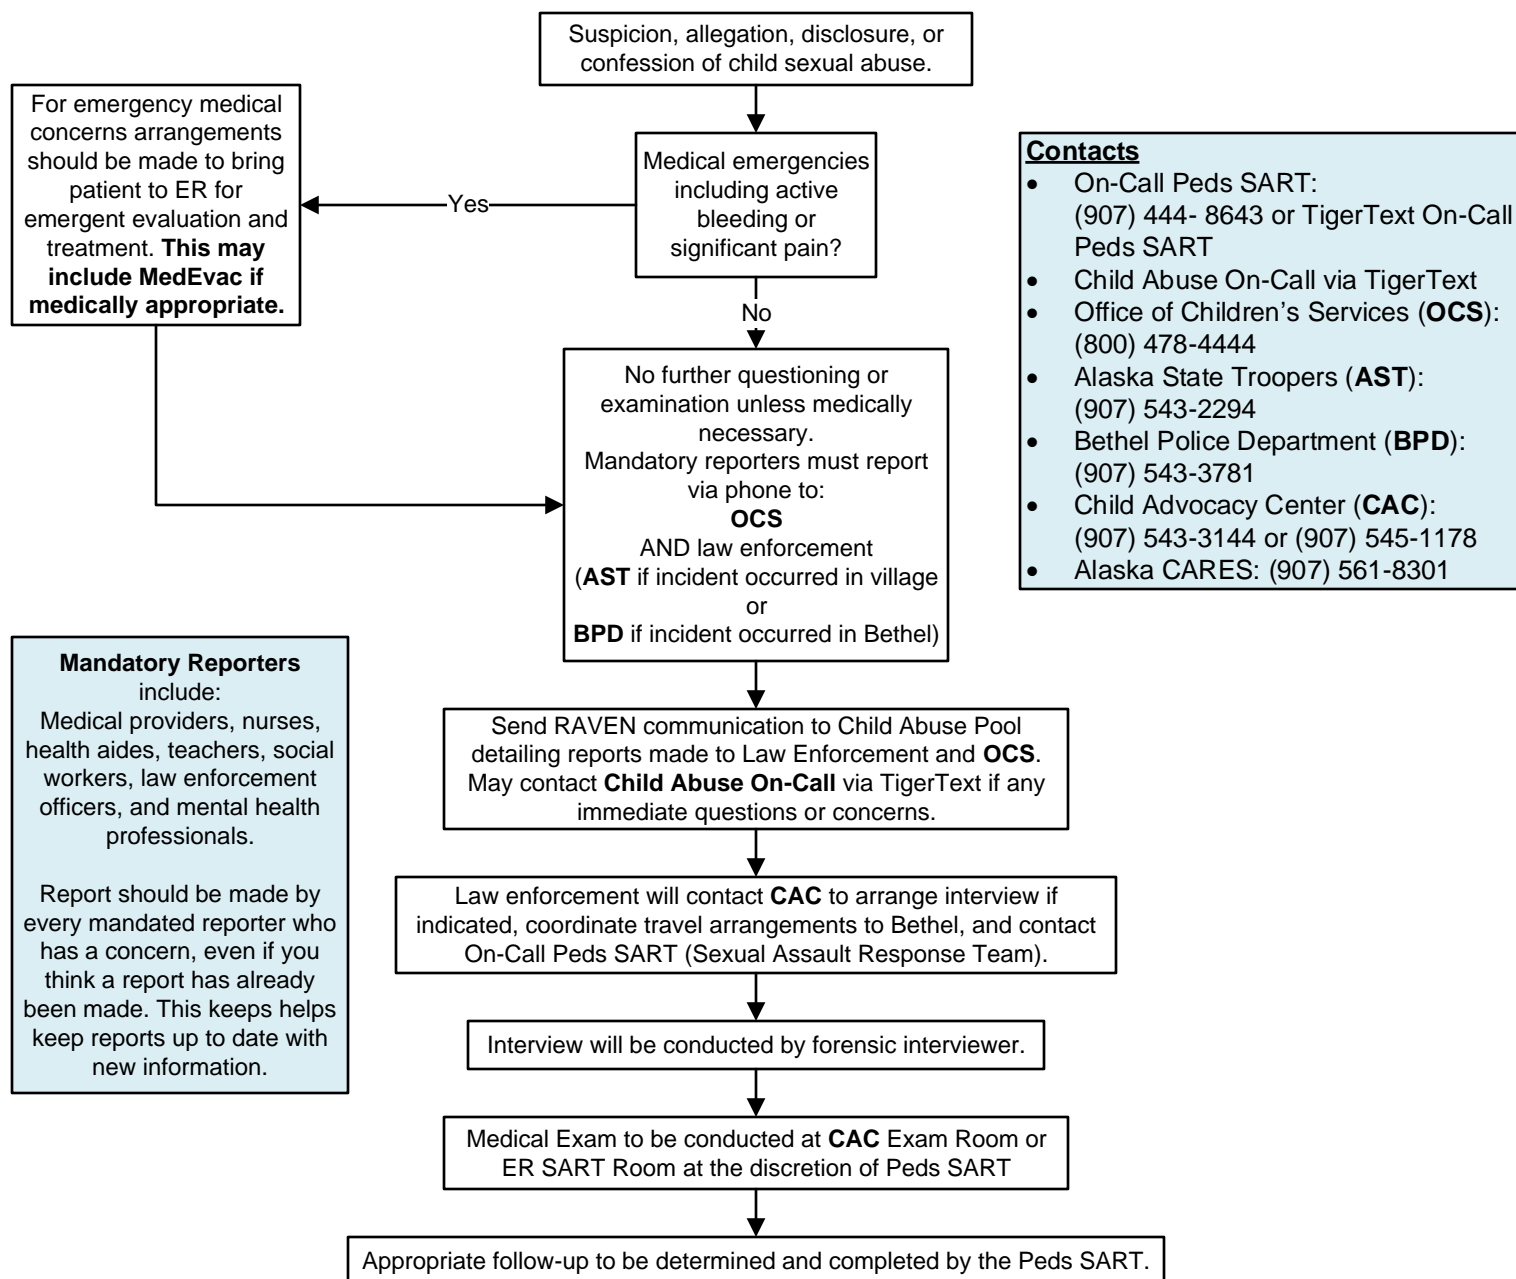 Suspicion, allegation, disclosure, or
confession of child sexual abuse.
For emergency medical
concerns arrangements
should be made to bring
patient to ER for
emergent evaluation and
treatment. This may
include MedEvac if
medically appropriate.
Yes
Medical emergencies
including active
bleeding or
significant pain?
No
Contacts
• On-Call Peds SART:
(907) 444- 8643 or TigerText On-Call
Peds SART
• Child Abuse On-Call via TigerText
• Office of Children’s Services (OCS):
(800) 478-4444
• Alaska State Troopers (AST):
(907) 543-2294
• Bethel Police Department (BPD):
(907) 543-3781
• Child Advocacy Center (CAC):
(907) 543-3144 or (907) 545-1178
• Alaska CARES: (907) 561-8301
No further questioning or
examination unless medically
necessary.
Mandatory reporters must report
via phone to:
OCS
AND law enforcement
(AST if incident occurred in village
or
BPD if incident occurred in Bethel)
Mandatory Reporters
include:
Medical providers, nurses,
health aides, teachers, social
workers, law enforcement
officers, and mental health
professionals.
Report should be made by
every mandated reporter who
has a concern, even if you
think a report has already
been made. This keeps helps
keep reports up to date with
new information.
Send RAVEN communication to Child Abuse Pool
detailing reports made to Law Enforcement and OCS.
May contact Child Abuse On-Call via TigerText if any
immediate questions or concerns.
Law enforcement will contact CAC to arrange interview if
indicated, coordinate travel arrangements to Bethel, and contact
On-Call Peds SART (Sexual Assault Response Team).
Interview will be conducted by forensic interviewer.
Medical Exam to be conducted at CAC Exam Room or
ER SART Room at the discretion of Peds SART
Appropriate follow-up to be determined and completed by the Peds SART.